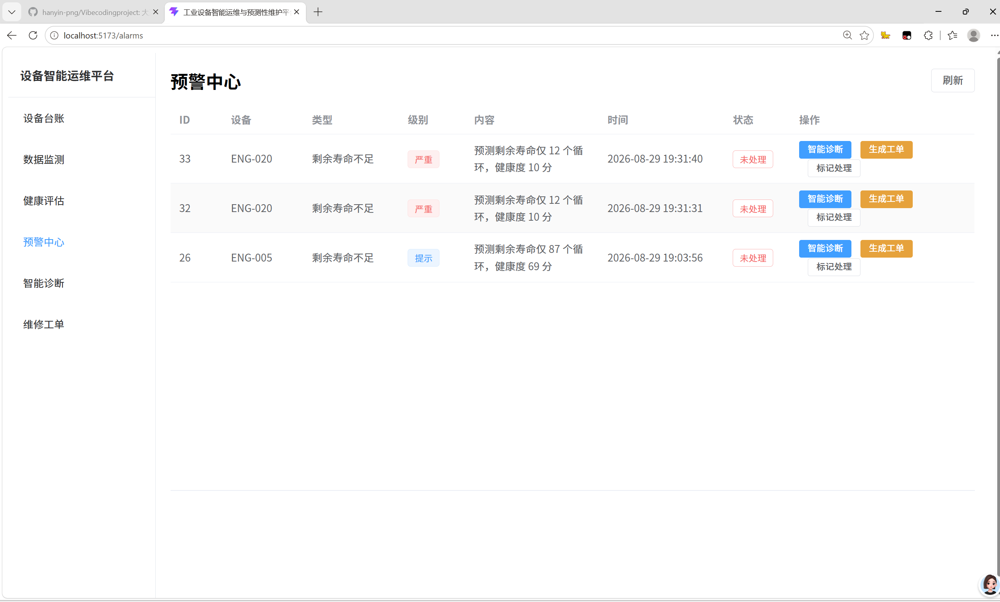 hanyin-png/Vibecodingproject: 大
工业设备智能运维与预测性维护平
localhost:5173/alarms
设备智能运维平台
设备台账
数据监测
健康评估
预警中心
智能诊断
维修工单
预警中心
刷新
ID 设备 类型 级别 内容 时间 状态 操作
33 ENG-020 剩余寿命不足 严重 预测剩余寿命仅 12 个循 2026-08-29 19:31:40 未处理 智能诊断 生成工单
环，健康度 10 分 标记处理
32 ENG-020 剩余寿命不足 严重 预测剩余寿命仅 12 个循 2026-08-29 19:31:31 未处理 智能诊断 生成工单
环，健康度 10 分 标记处理
26 ENG-005 剩余寿命不足 提示 预测剩余寿命仅 87 个循 2026-08-29 19:03:56 未处理 智能诊断 生成工单
环，健康度 69 分 标记处理